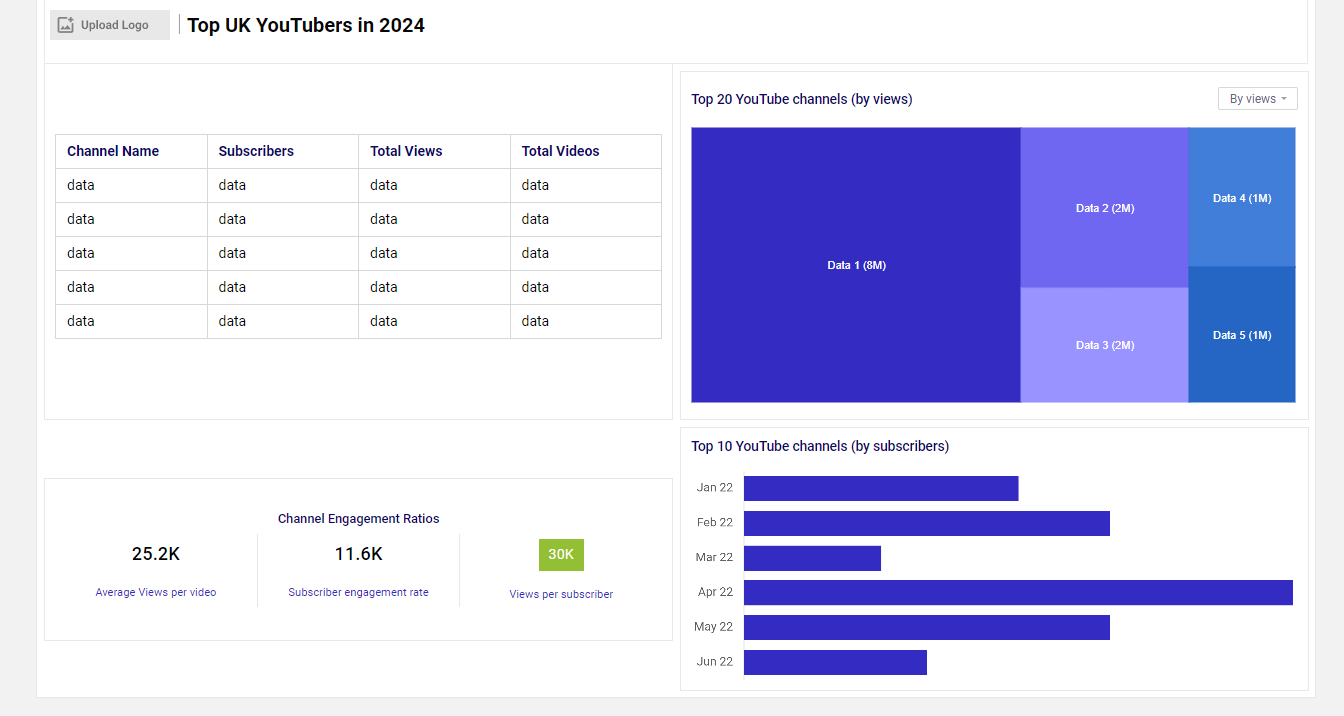 Upload Logo
Top UK YouTubers in 2024
Channel Name Subscribers Total Views Total Videos
data data data data
data data data data
data data data data
data data data data
data data data data
Top 20 YouTube channels (by views)
By views
Data 1 (8M)
Data 2 (2M)
Data 3 (2M)
Data 4 (1M)
Data 5 (1M)
Channel Engagement Ratios
25.2K
Average Views per video
11.6K
Subscriber engagement rate
30K
Views per subscriber
Top 10 YouTube channels (by subscribers)
Jan 22
Feb 22
Mar 22
Apr 22
May 22
Jun 22